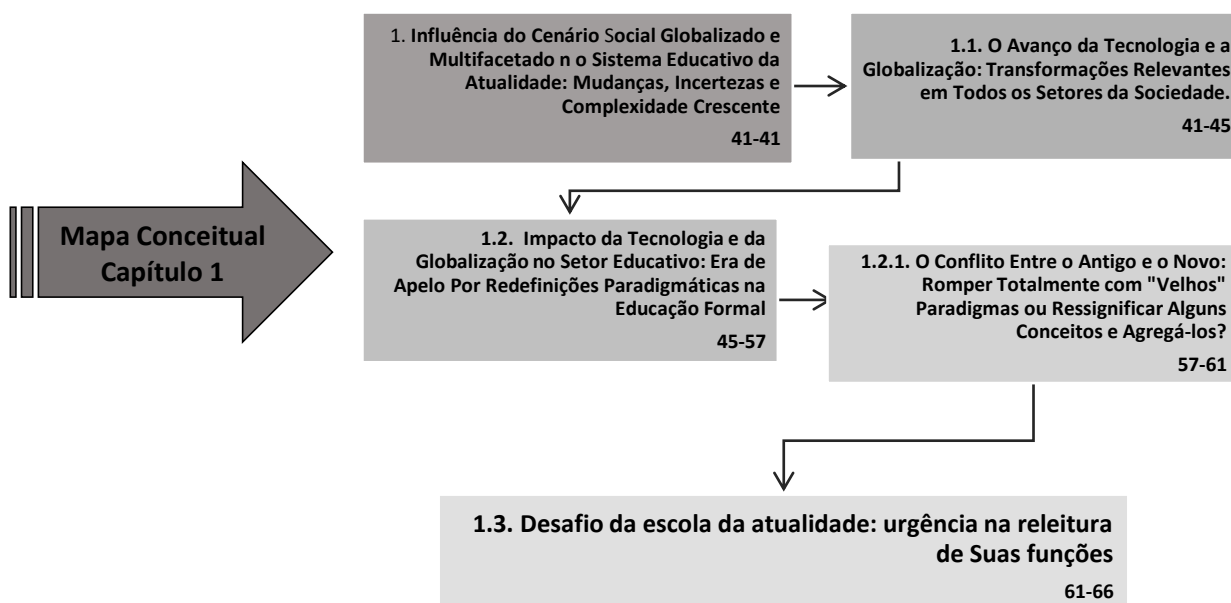 Mapa Conceitual
Capítulo 1
1. Influência do Cenário Social Globalizado e
Multifacetado n o Sistema Educativo da
Atualidade: Mudanças, Incertezas e
Complexidade Crescente
41-41
1.1. O Avanço da Tecnologia e a
Globalização: Transformações Relevantes
em Todos os Setores da Sociedade.
41-45
1.2. Impacto da Tecnologia e da
Globalização no Setor Educativo: Era de
Apelo Por Redefinições Paradigmáticas na
Educação Formal
45-57
1.2.1. O Conflito Entre o Antigo e o Novo:
Romper Totalmente com "Velhos"
Paradigmas ou Ressignificar Alguns
Conceitos e Agregá-los?
57-61
1.3. Desafio da escola da atualidade: urgência na releitura
de Suas funções
61-66